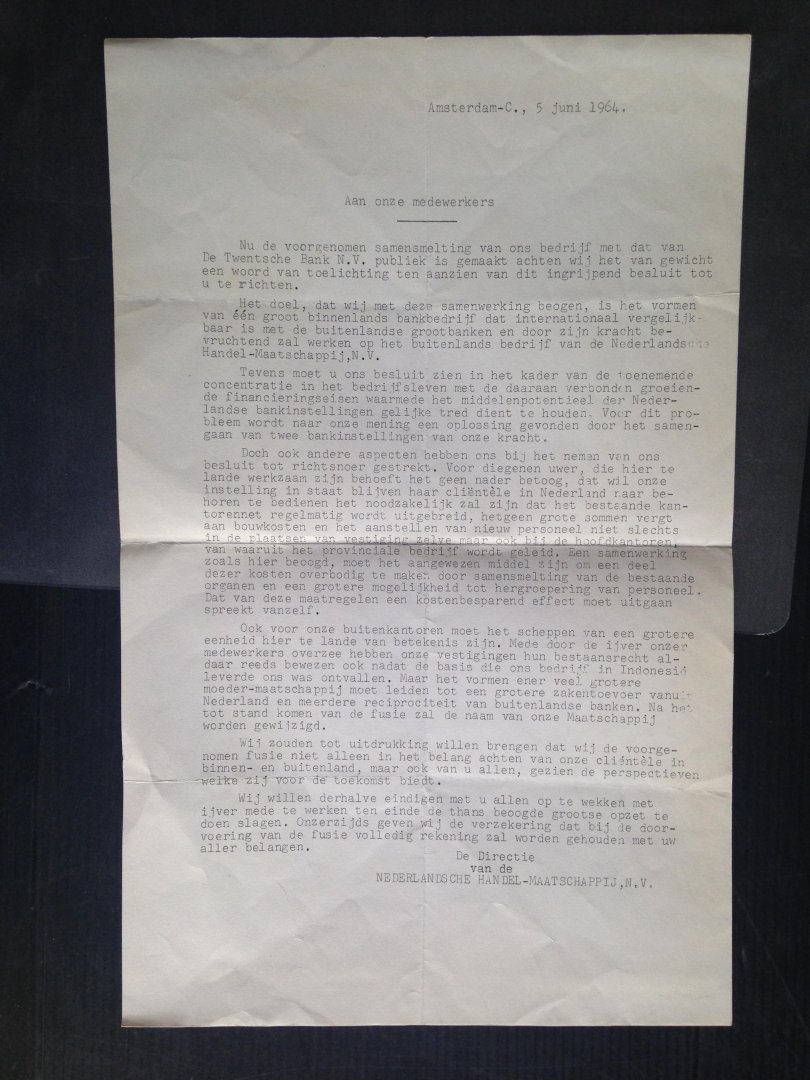 Amsterdam-C., 5 juni 1964.
Aan onze medewerkers
Nu de voorgenomen samensmelting van ons bedrijf met dat van
De Twentsche Bank N.V. publiek is gemaakt achten wij het van gewicht
een woord van toelichting ten aanzien van dit ingrijpend besluit tot
u te richten.
Het doel, dat wij met deze samenwerking beogen, is het vormen
van één groot binnenlands bankbedrijf dat internationaal vergelijk-
baar is met de buitenlandse grootbanken en door zijn kracht be-
vruchtend zal werken op het buitenlands bedrijf van de Nederlandsche
Handel-Maatschappij,N.V.
Tevens moet u ons besluit zien in het kader van de toenemende
concentratie in het bedrijfsleven met de daaraan verbonden groeien-
de financieringseisen waarmede het middelenpotentieel der Neder-
landse bankinstellingen gelijke tred dient te houden. Voor dit pro-
bleem wordt naar onze mening een oplossing gevonden door het samen-
gaan van twee bankinstellingen van onze kracht.
Doch ook andere aspecten hebben ons bij het nemen van ons
besluit tot richtsnoer gestrekt. Voor diegenen uwer, die hier te
lande werkzaam zijn behoeft het geen nader betoog, dat wil onze
instelling in staat blijven haar cliëntèle in Nederland naar be-
horen te bedienen het noodzakelijk zal zijn dat het bestaande kan-
torennet regelmatig wordt uitgebreid, hetgeen grote sommen vergt
aan bouwkosten en het aanstellen van nieuw personeel niet slechts
in de plaatsen van vestiging zelve maar ook bij de hoofdkantoren,
van waaruit het provinciale bedrijf wordt geleid. Een samenwerking
zoals hier beoogd, moet het aangewezen middel zijn om een deel
dezer kosten overbodig te maken door samensmelting van de bestaande
organen en een grotere mogelijkheid tot hergroepering van personeel.
Dat van deze maatregelen een kostenbesparend effect moet uitgaan
spreekt vanzelf.
Ook voor onze buitenkantoren moet het scheppen van een grotere
eenheid hier te lande van betekenis zijn. Mede door de ijver onzer
medewerkers overzee hebben onze vestigingen hun bestaansrecht al-
daar reeds bewezen ook nadat de basis die ons bedrijf in Indonesië
leverde ons was ontvallen. Maar het vormen ener veel grotere
moeder-maatschappij moet leiden tot een grotere zakentoevoer vanuit
Nederland en meerdere reciprociteit van buitenlandse banken. Na het
tot stand komen van de fusie zal de naam van onze Maatschappij
worden gewijzigd.
Wij zouden tot uitdrukking willen brengen dat wij de voorge-
nomen fusie niet alleen in het belang achten van onze cliëntèle in
binnen- en buitenland, maar ook van u allen, gezien de perspectieven
welke zij voor de toekomst biedt.
Wij willen derhalve eindigen met u allen op te wekken met
ijver mede te werken ten einde de thans beoogde grootse opzet te
doen slagen. Onzerzijds geven wij de verzekering dat bij de door-
voering van de fusie volledig rekening zal worden gehouden met uw
aller belangen.
De Directie
van de
NEDERLANDSCHE HANDEL-MAATSCHAPPIJ,N.V.